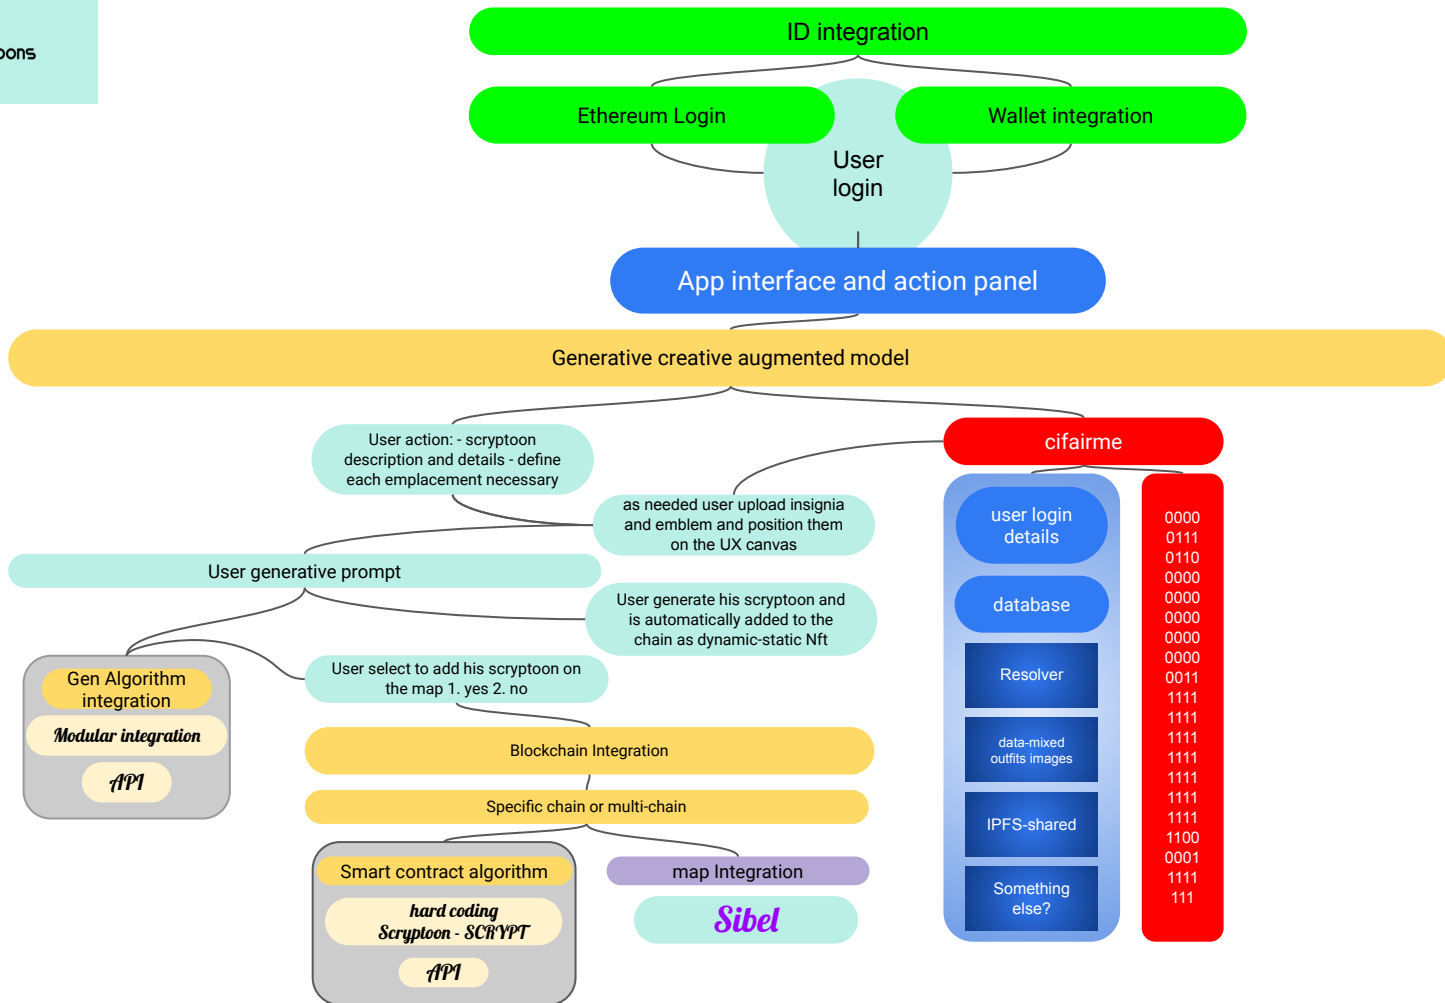 ID integration
Ethereum Login
Wallet integration
User
login
App interface and action panel
Generative creative augmented model
User action: - scryptoon
description and details - define
each emplacement necessary
cifairme
as needed user upload insignia
and emblem and position them
on the UX canvas
User generative prompt
User generate his scryptoon and
is automatically added to the
chain as dynamic-static Nft
User select to add his scryptoon on
the map 1. yes 2. no
Gen Algorithm
integration
Modular integration
API
Blockchain Integration
Specific chain or multi-chain
Smart contract algorithm
hard coding
Scryptoon - SCRYPT
API
map Integration
Sibel
user login
details
database
Resolver
data-mixed
outfits images
IPFS-shared
Something
else?
0000
0111
0110
0000
0000
0000
0000
0000
0011
1111
1111
1111
1111
1111
1111
1111
1100
0001
1111
111